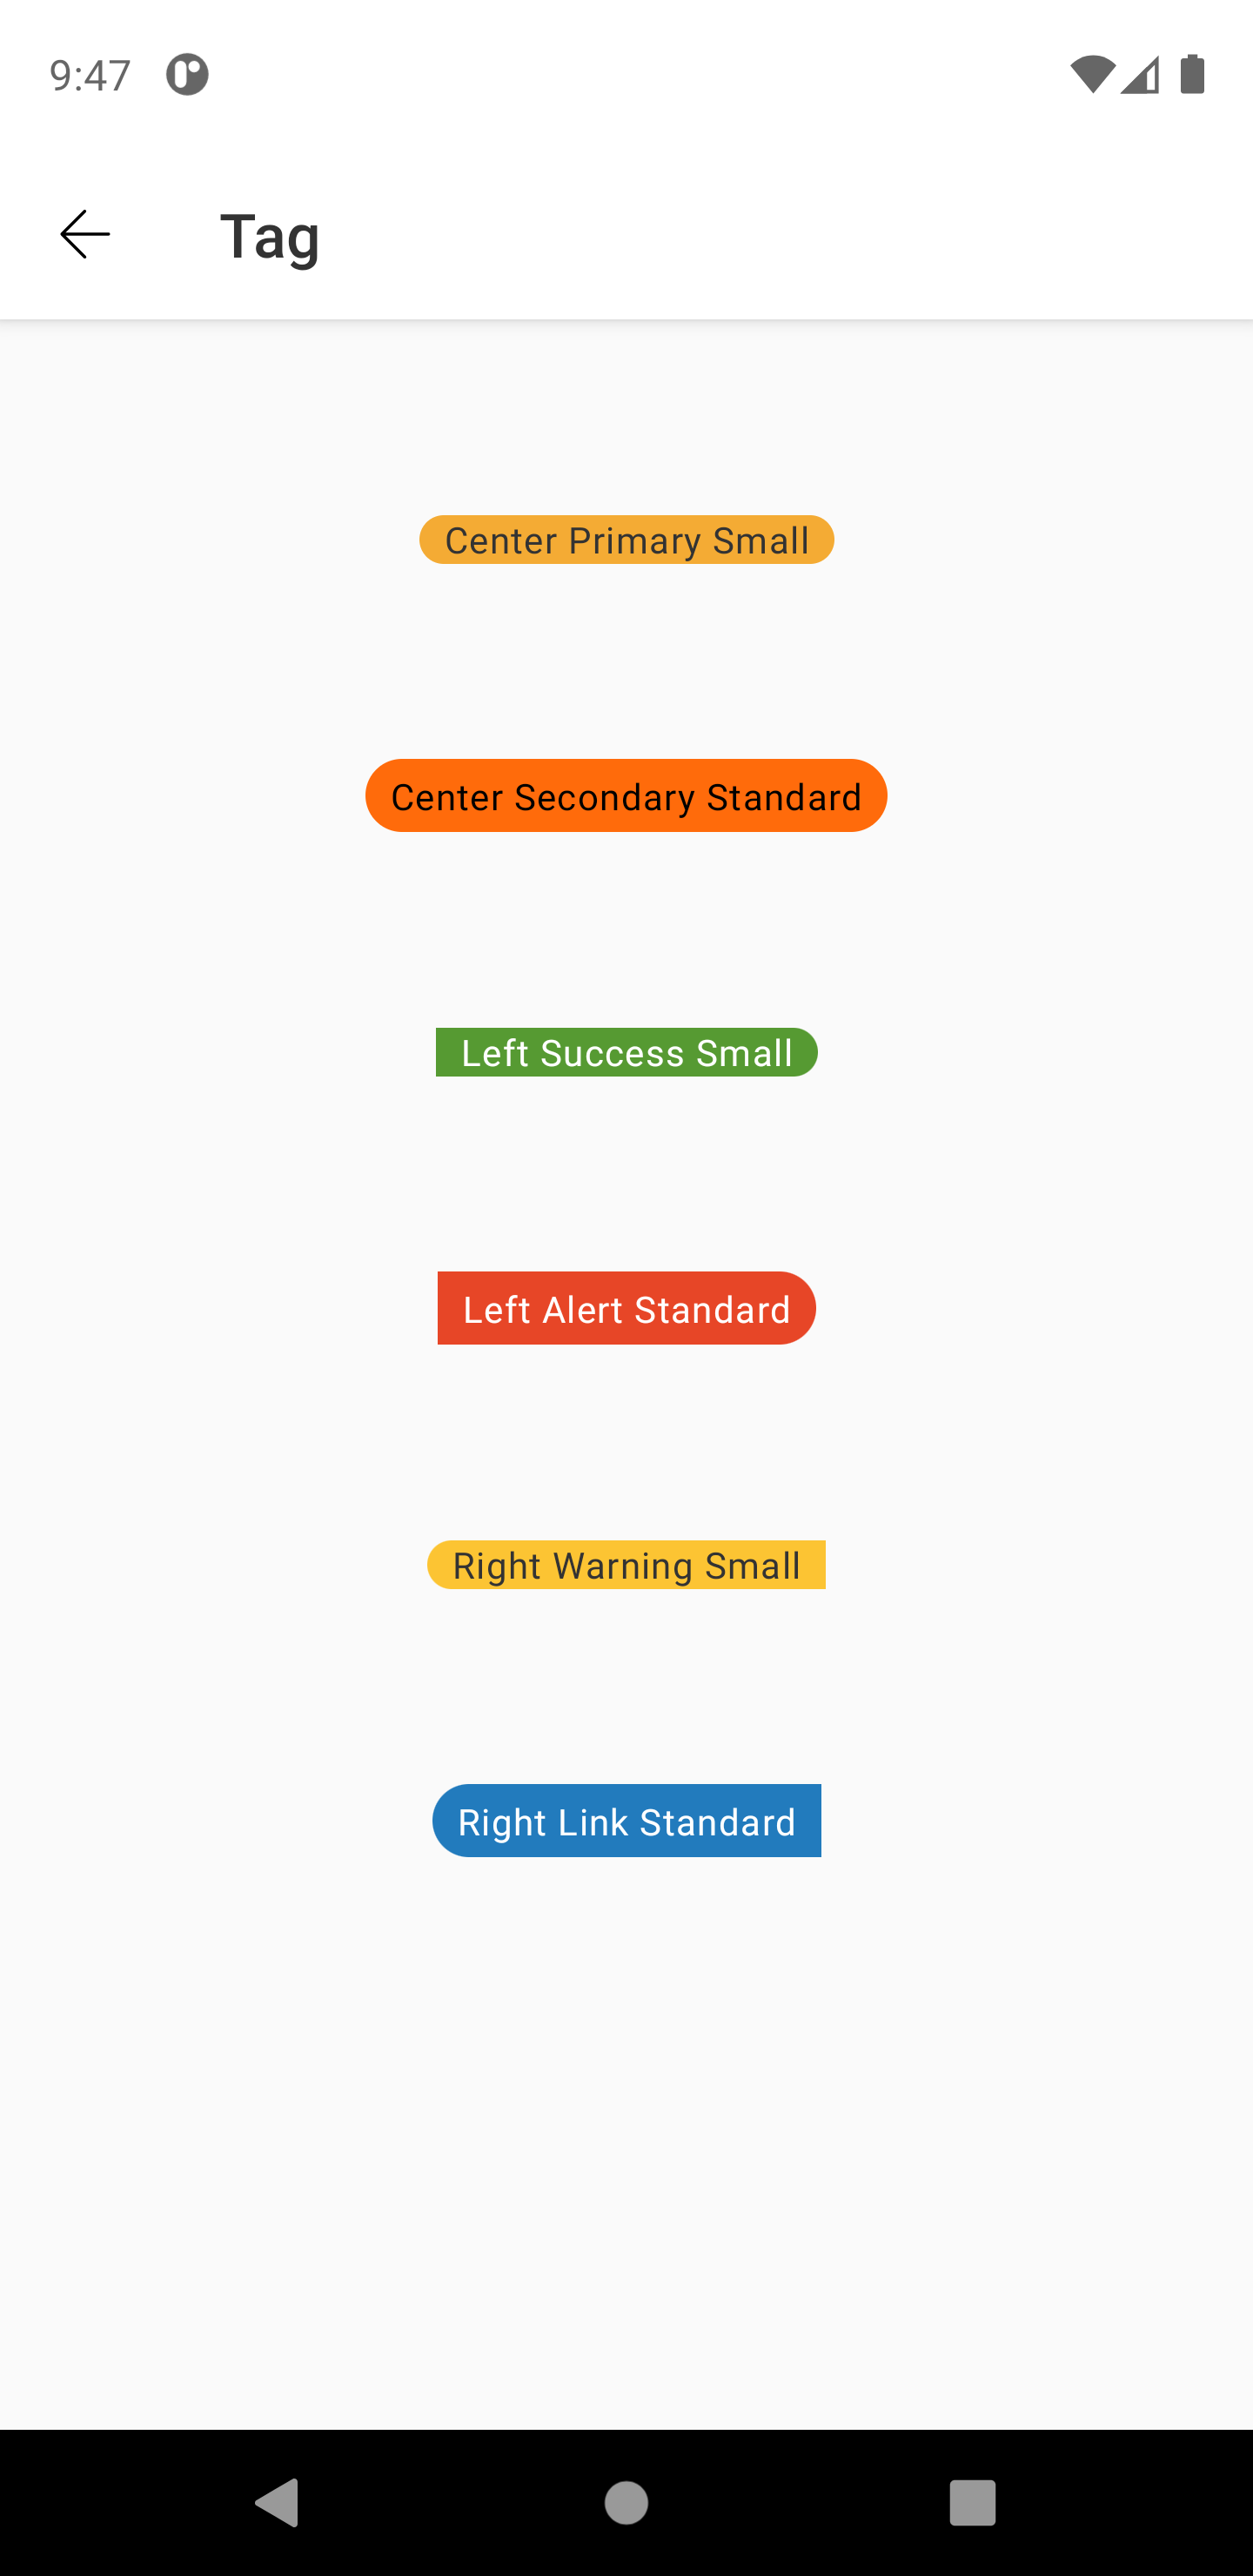 9:47
Tag
Center Primary Small
Center Secondary Standard
Left Success Small
Left Alert Standard
Right Warning Small
Right Link Standard